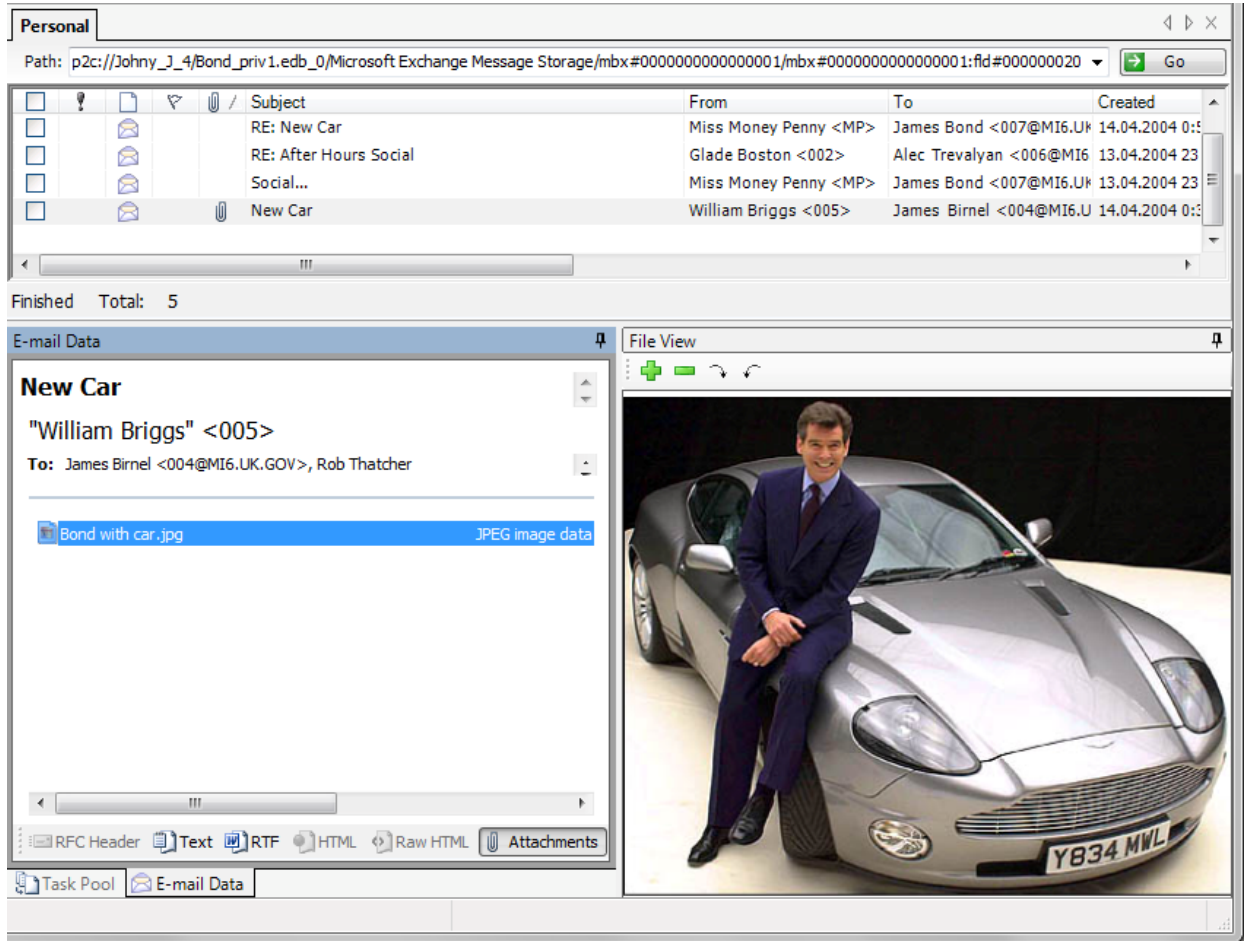 Personal
Path: p2c://Johny_J_4/Bond_priv1.edb_0/Microsoft Exchange Message Storage/mbx#0000000000000001/mbx#0000000000000001:fld#000000020 Go
Subject From To Created
RE: New Car Miss Money Penny <MP> James Bond <007@MI6.UK 14.04.2004 0:5
RE: After Hours Social Glade Boston <002> Alec Trevalyan <006@MI6 13.04.2004 23
Social... Miss Money Penny <MP> James Bond <007@MI6.UK 13.04.2004 23
New Car William Briggs <005> James Birnel <004@MI6.U 14.04.2004 0:3
Finished Total: 5
E-mail Data
New Car
"William Briggs" <005>
To: James Birnel <004@MI6.UK.GOV>, Rob Thatcher
Bond with car.jpg JPEG image data
RFC Header Text RTF HTML Raw HTML Attachments
Task Pool E-mail Data
File View
Y834 MWL